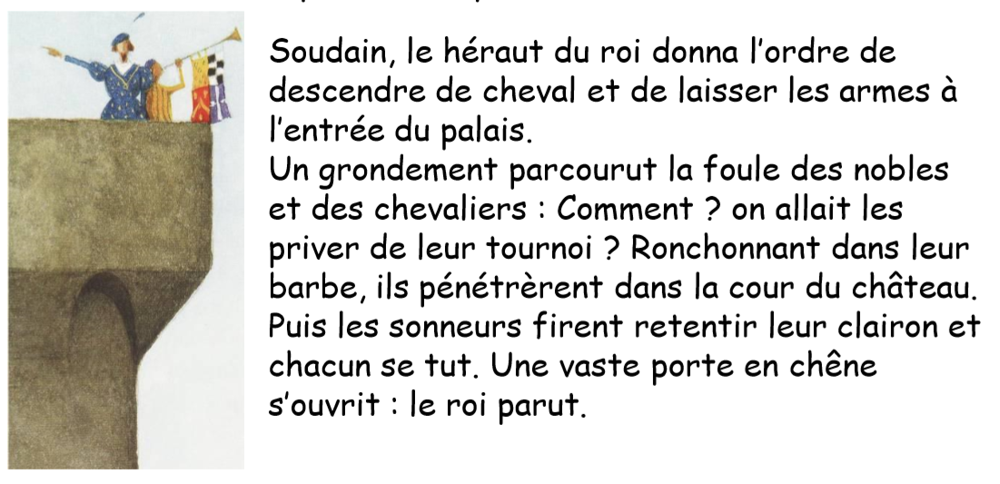 Soudain, le héraut du roi donna l'ordre de
descendre de cheval et de laisser les armes à
l'entrée du palais.
Un grondement parcourut la foule des nobles
et des chevaliers : Comment ? on allait les
priver de leur tournoi ? Ronchonnant dans leur
barbe, ils pénétrèrent dans la cour du château.
Puis les sonneurs firent retentir leur clairon et
chacun se tut. Une vaste porte en chêne
s'ouvrit : le roi parut.